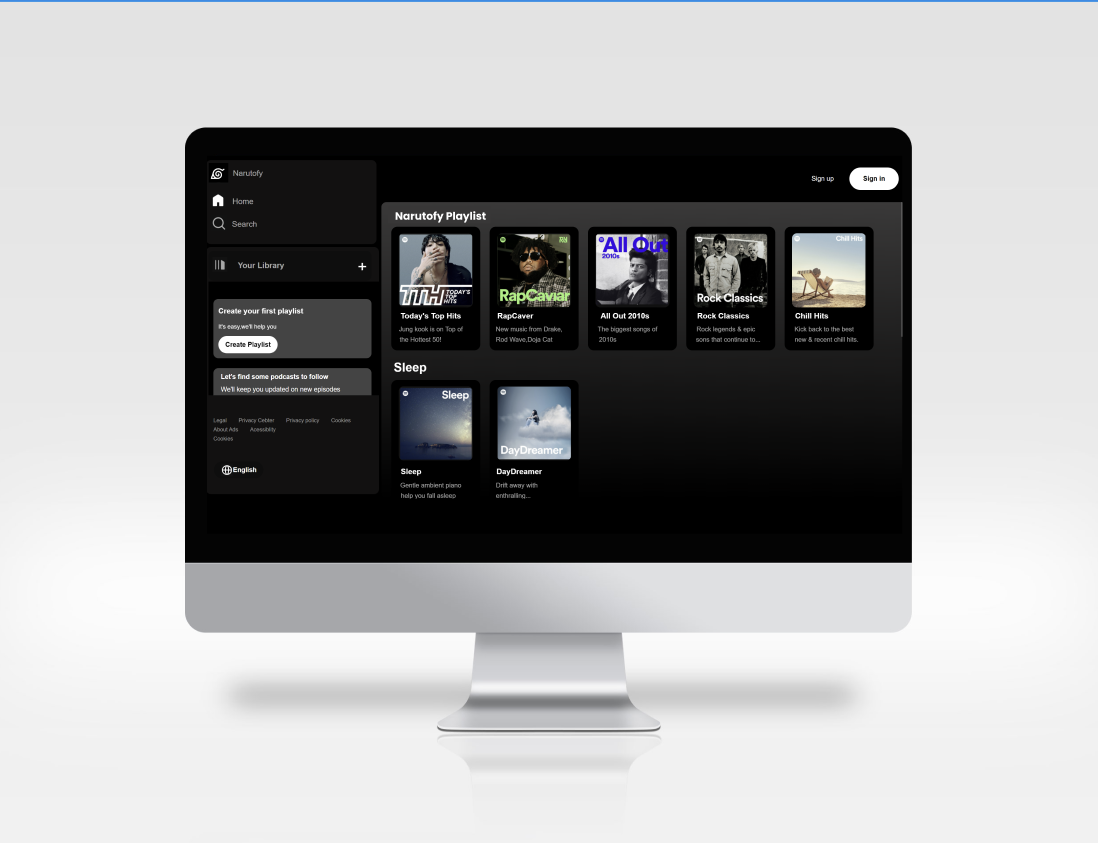 Narutofy
Home
Search
Your Library
+
Create your first playlist
it's easy,we'll help you
Create Playlist
Let's find some podcasts to follow
We'll keep you updated on new episodes
Legal Privacy Center Privacy policy Cookies
About Ads Acessiblity
Cookies
English
Sign up Sign in
Narutofy Playlist
TTH TODAY'S
TOP
HITS
Today's Top Hits
Jung kook is on Top of
the Hottest 50!
RapCaviar
RapCaver
New music from Drake,
Rod Wave,Doja Cat
All Out
2010s
All Out 2010s
The biggest songs of
2010s
Rock Classics
Rock Classics
Rock legends & epic
sons that continue to...
Chill Hits
Chill Hits
Kick back to the best
new & recent chill hits.
Sleep
Sleep
Sleep
Gentle ambient piano
help you fall asleep
DayDreamer
DayDreamer
Drift away with
enthralling...